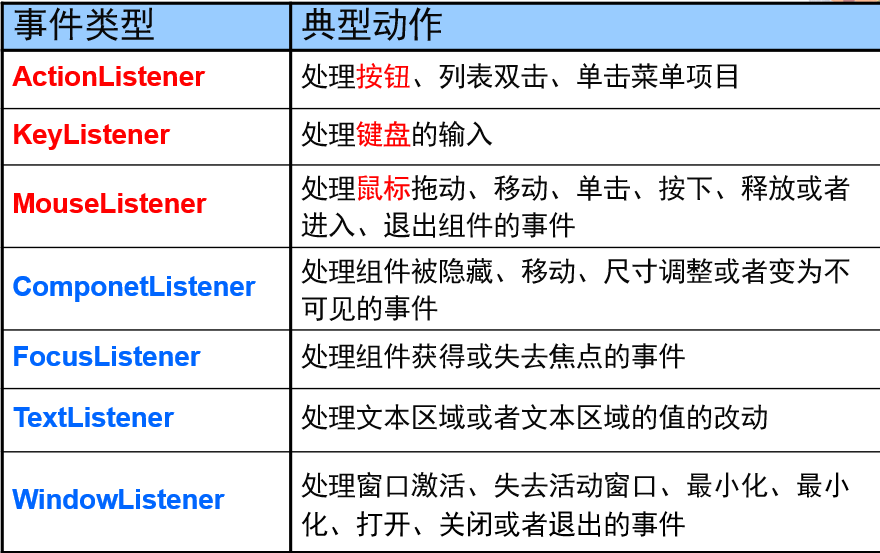 事件类型
典型动作
ActionListener
处理按钮、列表双击、单击菜单项目
KeyListener
处理键盘的输入
MouseListener
处理鼠标拖动、移动、单击、按下、释放或者
进入、退出组件的事件
ComponetListener
处理组件被隐藏、移动、尺寸调整或者变为不
可见的事件
FocusListener
处理组件获得或失去焦点的事件
TextListener
处理文本区域或者文本区域的值的改动
WindowListener
处理窗口激活、失去活动窗口、最小化、最小
化、打开、关闭或者退出的事件